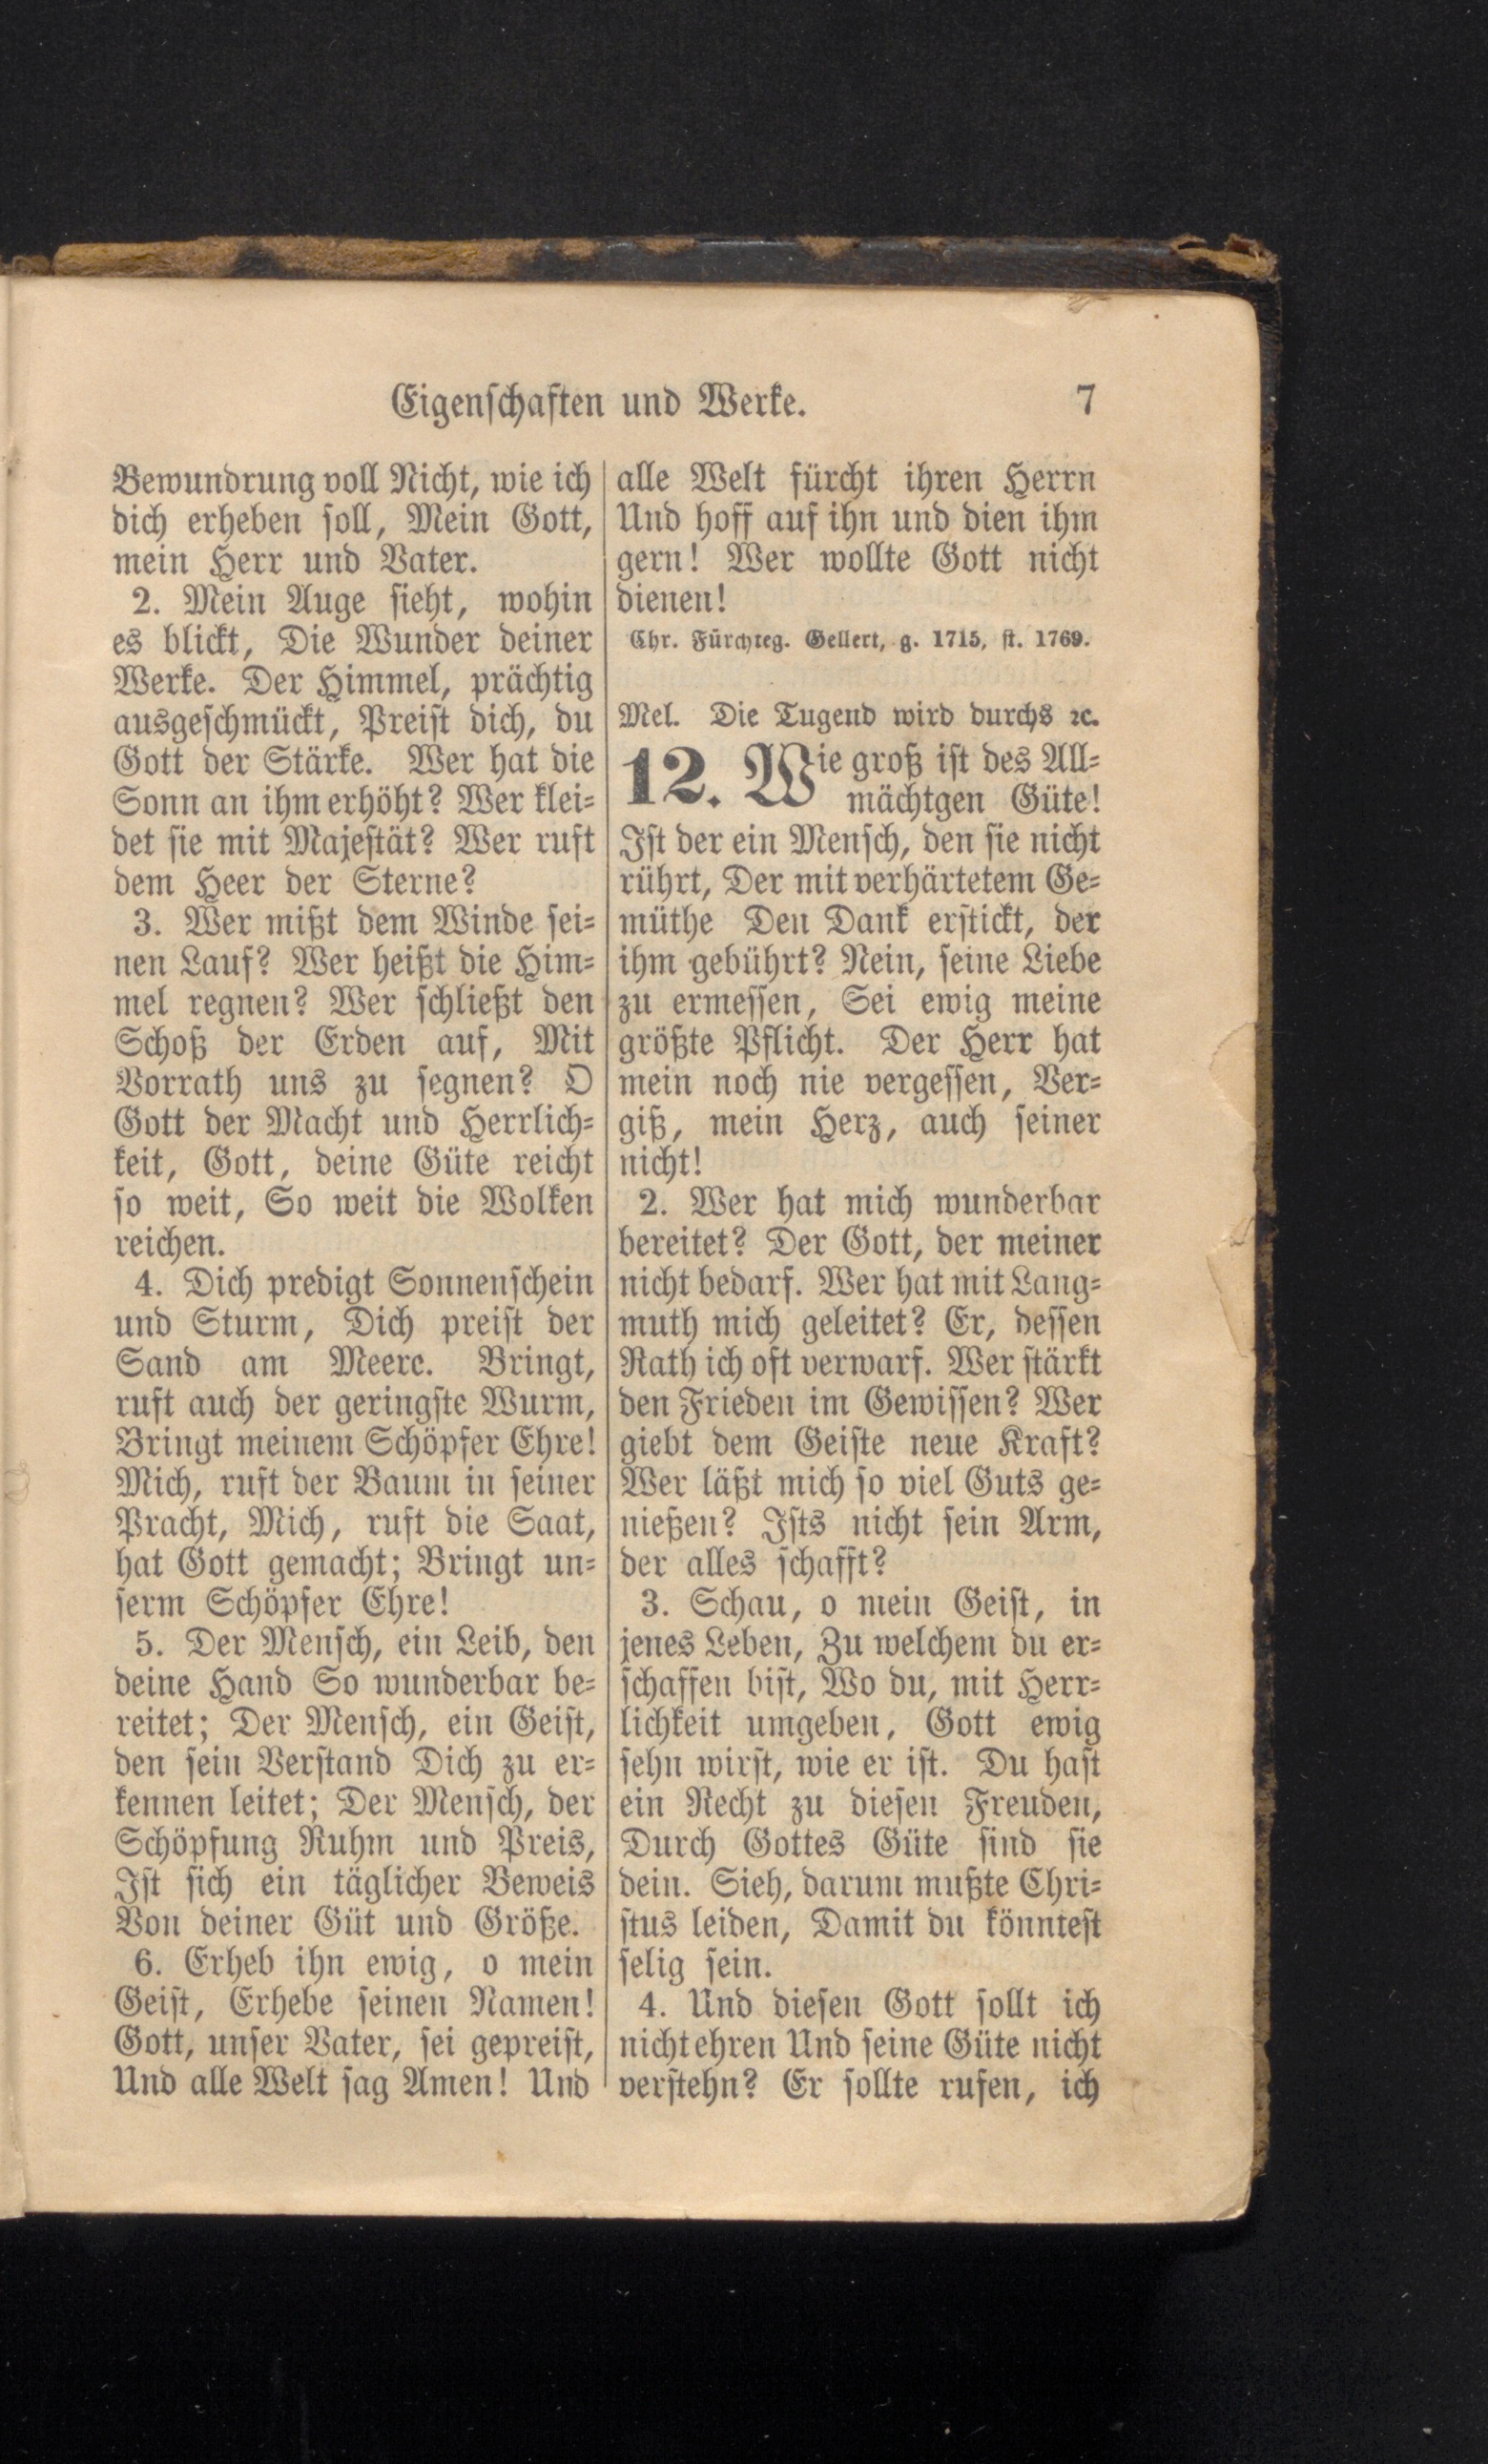 Eigenschaften und Werke.
7
Bewundrung voll Nicht, wie ich
dich erheben soll, Mein Gott,
mein Herr und Vater.
2. Mein Auge sieht, wohin
es blickt, Die Wunder deiner
Werke. Der Himmel, prächtig
ausgeschmückt, Preist dich, du
Gott der Stärke. Wer hat die
Sonn an ihm erhöht? Wer klei-
det sie mit Majestät? Wer ruft
dem Heer der Sterne?
3. Wer mißt dem Winde sei-
nen Lauf? Wer heißt die Him-
mel regnen? Wer schließt den
Schoß der Erden auf, Mit
Vorrath uns zu segnen? O
Gott der Macht und Herrlich-
keit, Gott, deine Güte reicht
so weit, So weit die Wolken
reichen.
4. Dich predigt Sonnenschein
und Sturm, Dich preist der
Sand am Meere. Bringt,
ruft auch der geringste Wurm,
Bringt meinem Schöpfer Ehre!
Mich, ruft der Baum in seiner
Pracht, Mich, ruft die Saat,
hat Gott gemacht; Bringt un-
serm Schöpfer Ehre!
5. Der Mensch, ein Leib, den
deine Hand So wunderbar be-
reitet; Der Mensch, ein Geist,
den sein Verstand Dich zu er-
kennen leitet; Der Mensch, der
Schöpfung Ruhm und Preis,
Ist sich ein täglicher Beweis
Von deiner Güt und Größe.
6. Erheb ihn ewig, o mein
Geist, Erhebe seinen Namen!
Gott, unser Vater, sei gepreist,
Und alle Welt sag Amen! Und
alle Welt fürcht ihren Herrn
Und hoff auf ihn und dien ihm
gern! Wer wollte Gott nicht
dienen!
Chr. Fürchteg. Gellert, g. 1715, st. 1769.
Mel. Die Tugend wird durchs ꝛc.
12. Wie groß ist des All-
mächtgen Güte!
Ist der ein Mensch, den sie nicht
rührt, Der mit verhärtetem Ge-
müthe Den Dank erstickt, der
ihm gebührt? Nein, seine Liebe
zu ermessen, Sei ewig meine
größte Pflicht. Der Herr hat
mein noch nie vergessen, Ver-
giß, mein Herz, auch seiner
nicht!
2. Wer hat mich wunderbar
bereitet? Der Gott, der meiner
nicht bedarf. Wer hat mit Lang-
muth mich geleitet? Er, dessen
Rath ich oft verwarf. Wer stärkt
den Frieden im Gewissen? Wer
giebt dem Geiste neue Kraft?
Wer läßt mich so viel Guts ge-
nießen? Ists nicht sein Arm,
der alles schafft?
3. Schau, o mein Geist, in
jenes Leben, Zu welchem du er-
schaffen bist, Wo du, mit Herr-
lichkeit umgeben, Gott ewig
sehn wirst, wie er ist. Du hast
ein Recht zu diesen Freuden,
Durch Gottes Güte sind sie
dein. Sieh, darum mußte Chri-
stus leiden, Damit du könntest
selig sein.
4. Und diesen Gott sollt ich
nicht ehren Und seine Güte nicht
verstehn? Er sollte rufen, ich